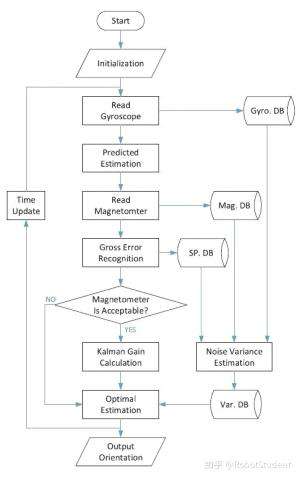 Start
Initialization
Read
Gyroscope
Gyro. DB
Predicted
Estimation
Time
Update
Read
Magnetomter
Mag. DB
Gross Error
Recognition
SP. DB
NO
Magnetometer
Is Acceptable?
YES
Kalman Gain
Calculation
Noise Variance
Estimation
Optimal
Estimation
Var. DB
Output
Orientation
知乎 @RobotStudent